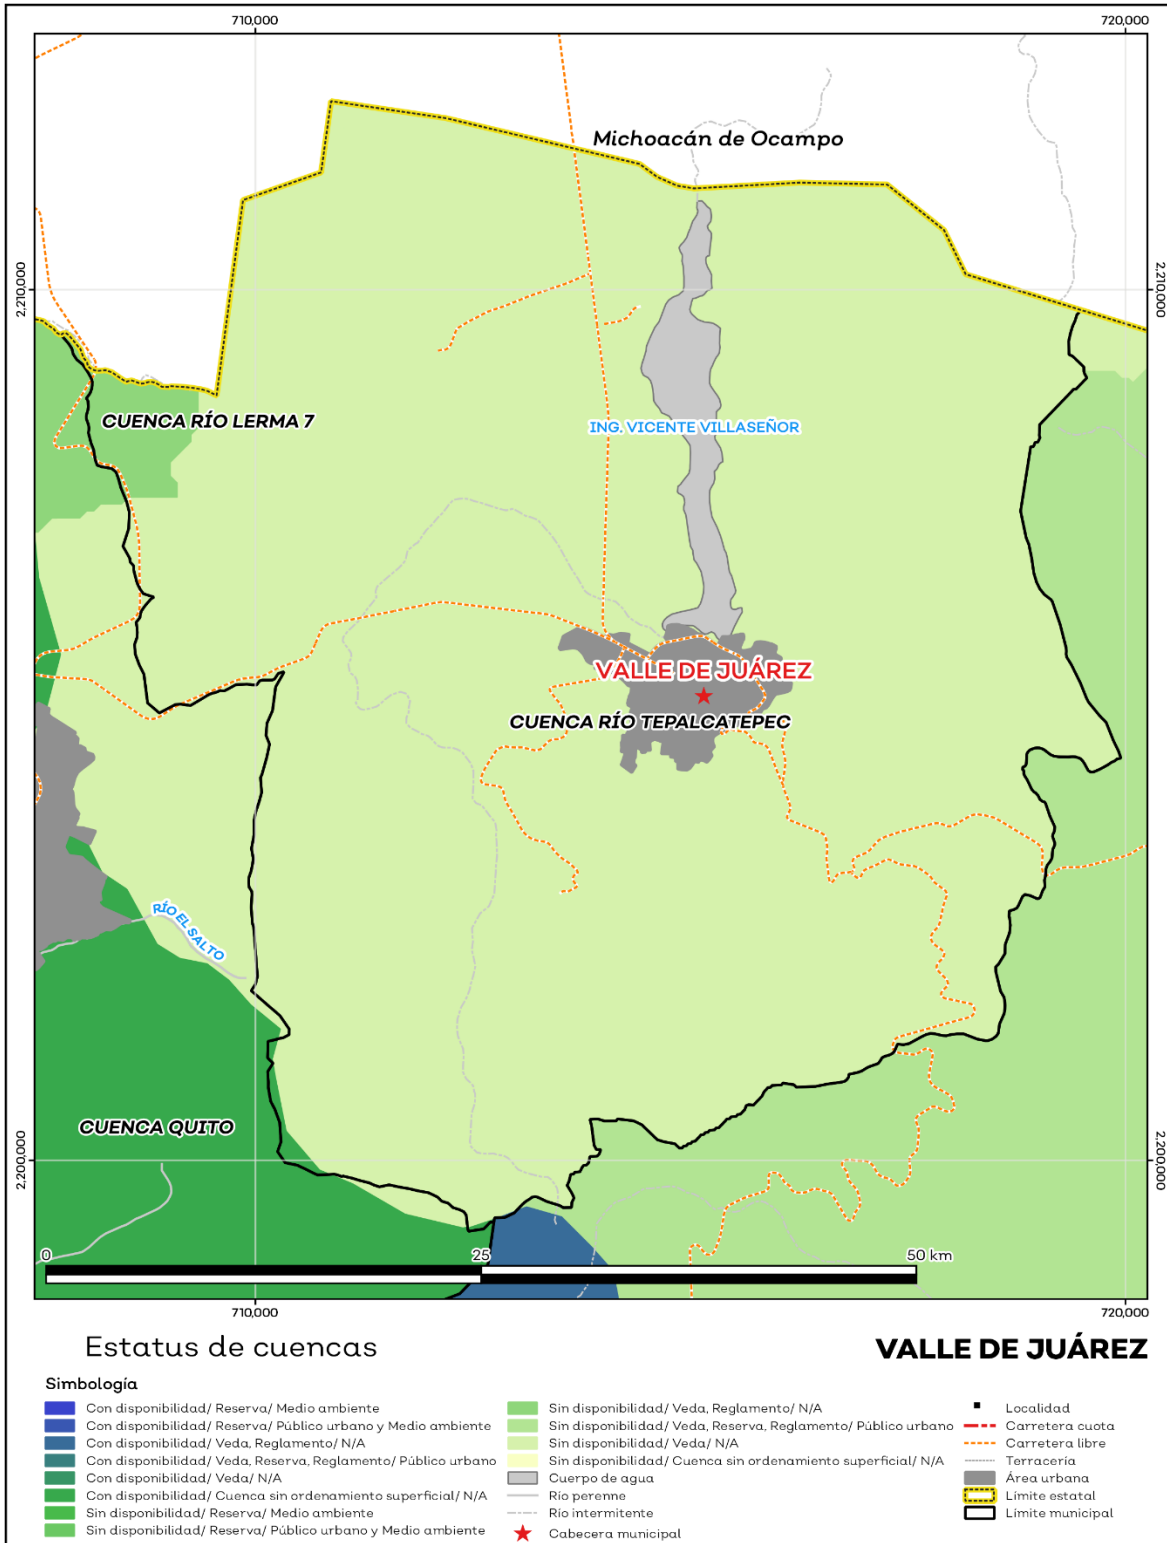 710,000
720,000
Michoacán de Ocampo
2,210,000
2,210,000
CUENCA RÍO LERMA 7
ING. VICENTE VILLASEÑOR
VALLE DE JUÁREZ
CUENCA RÍO TEPALCATEPEC
RÍO EL SALTO
CUENCA QUITO
2,200,000
2,200,000
0
25
50 km
710,000
720,000
Estatus de cuencas
VALLE DE JUÁREZ
Simbología
Con disponibilidad/ Reserva/ Medio ambiente
Con disponibilidad/ Reserva/ Público urbano y Medio ambiente
Con disponibilidad/ Veda, Reglamento/ N/A
Con disponibilidad/ Veda, Reserva, Reglamento/ Público urbano
Con disponibilidad/ Veda/ N/A
Con disponibilidad/ Cuenca sin ordenamiento superficial/ N/A
Sin disponibilidad/ Reserva/ Medio ambiente
Sin disponibilidad/ Reserva/ Público urbano y Medio ambiente
Sin disponibilidad/ Veda, Reglamento/ N/A
Sin disponibilidad/ Veda, Reserva, Reglamento/ Público urbano
Sin disponibilidad/ Veda/ N/A
Sin disponibilidad/ Cuenca sin ordenamiento superficial/ N/A
Cuerpo de agua
Río perenne
Río intermitente
Cabecera municipal
Localidad
Carretera cuota
Carretera libre
Terracería
Área urbana
Límite estatal
Límite municipal